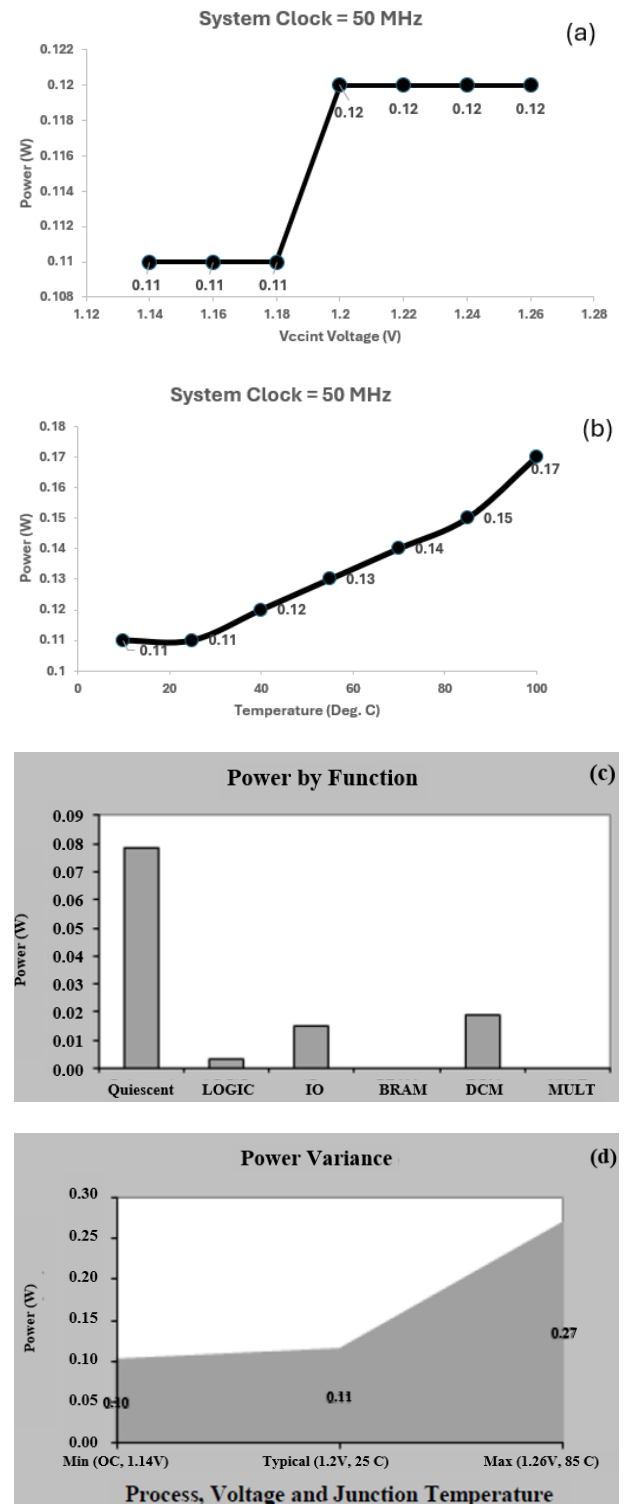 System Clock = 50 MHz
(a)
Power (W)
0.122
0.12
0.118
0.116
0.114
0.112
0.11
0.108
0.11 0.11 0.11 0.12 0.12 0.12 0.12
1.12 1.14 1.16 1.18 1.2 1.22 1.24 1.26 1.28
Vccint Voltage (V)
System Clock = 50 MHz
(b)
Power (W)
0.18
0.17
0.16
0.15
0.14
0.13
0.12
0.11
0.1
0.11 0.11 0.12 0.13 0.14 0.15 0.17
0 20 40 60 80 100
Temperature (Deg. C)
Power by Function
(c)
Power (W)
0.09
0.08
0.07
0.06
0.05
0.04
0.03
0.02
0.01
0.00
Quiescent LOGIC IO BRAM DCM MULT
Power Variance
(d)
Power (W)
0.30
0.25
0.20
0.15
0.10
0.05
0.00
0.10 0.11 0.27
Min (OC, 1.14V) Typical (1.2V, 25 C) Max (1.26V, 85 C)
Process, Voltage and Junction Temperature